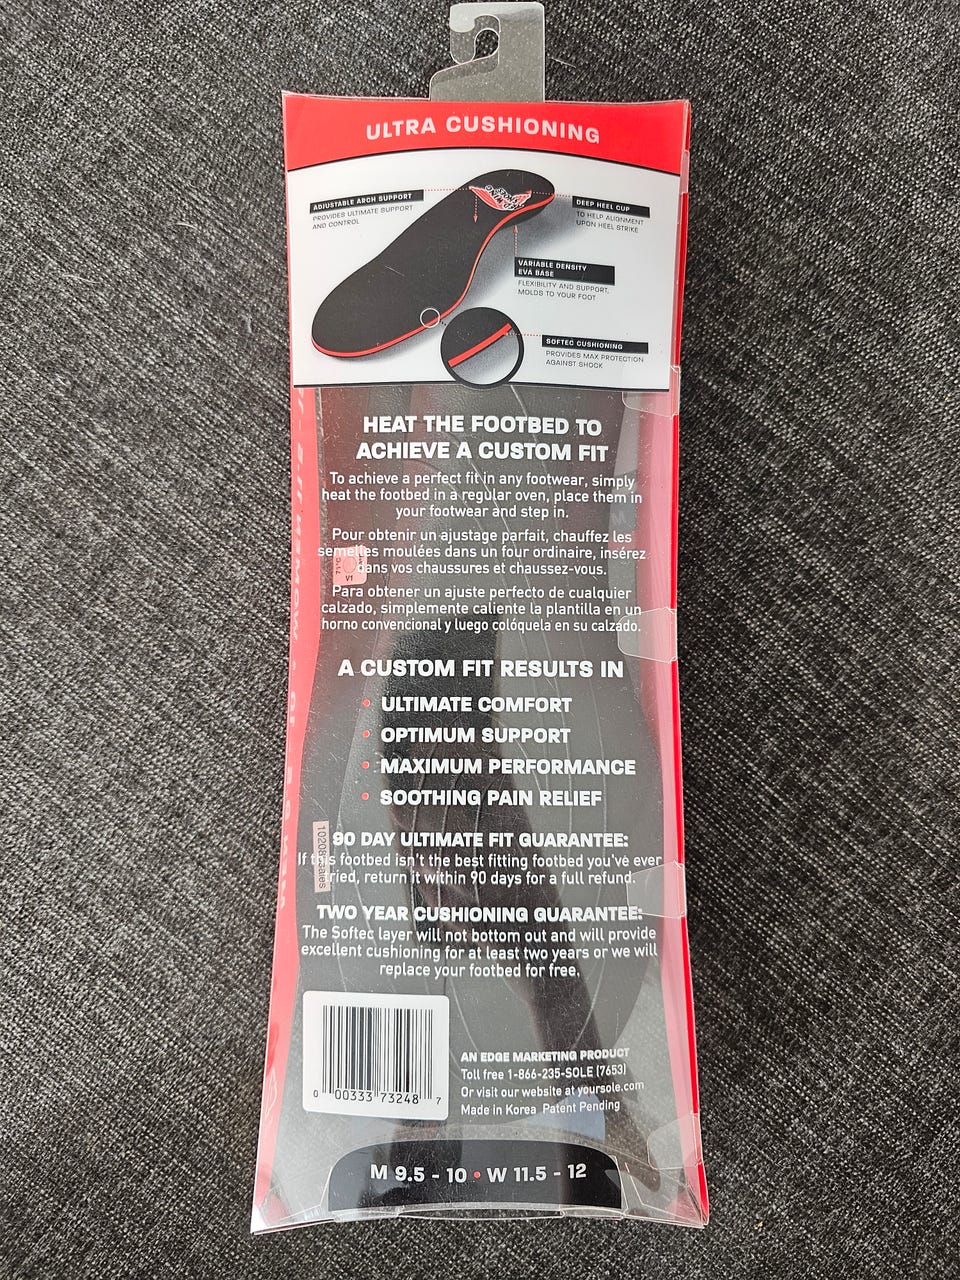 ULTRA CUSHIONING
ADJUSTABLE ARCH SUPPORT
PROVIDES ULTIMATE SUPPORT
AND CONTROL
DEEP HEEL CUP
TO HELP ALIGNMENT
UPON HEEL STRIKE
VARIABLE DENSITY
EVA BASE
FLEXIBILITY AND SUPPORT,
MOLDS TO YOUR FOOT
SOFTEC CUSHIONING
PROVIDES MAX PROTECTION
AGAINST SHOCK
HEAT THE FOOTBED TO
ACHIEVE A CUSTOM FIT
To achieve a perfect fit in any footwear, simply
heat the footbed in a regular oven, place them in
your footwear and step in.
Pour obtenir un ajustage parfait, chauffez les
semelles moulées dans un four ordinaire, insérez
dans vos chaussures et chaussez-vous.
V1
Para obtener un ajuste perfecto de cualquier
calzado, simplemente caliente la plantilla en un
horno convencional y luego colóquela en su calzado.
A CUSTOM FIT RESULTS IN
• ULTIMATE COMFORT
• OPTIMUM SUPPORT
• MAXIMUM PERFORMANCE
• SOOTHING PAIN RELIEF
90 DAY ULTIMATE FIT GUARANTEE:
If this footbed isn't the best fitting footbed you've ever
tried, return it within 90 days for a full refund.
TWO YEAR CUSHIONING GUARANTEE:
The Softec layer will not bottom out and will provide
excellent cushioning for at least two years or we will
replace your footbed for free.
0 00333 73248 7
AN EDGE MARKETING PRODUCT
Toll free 1-866-235-SOLE (7653)
Or visit our website at yoursole.com
Made in Korea Patent Pending
M 9.5 - 10 • W 11.5 - 12